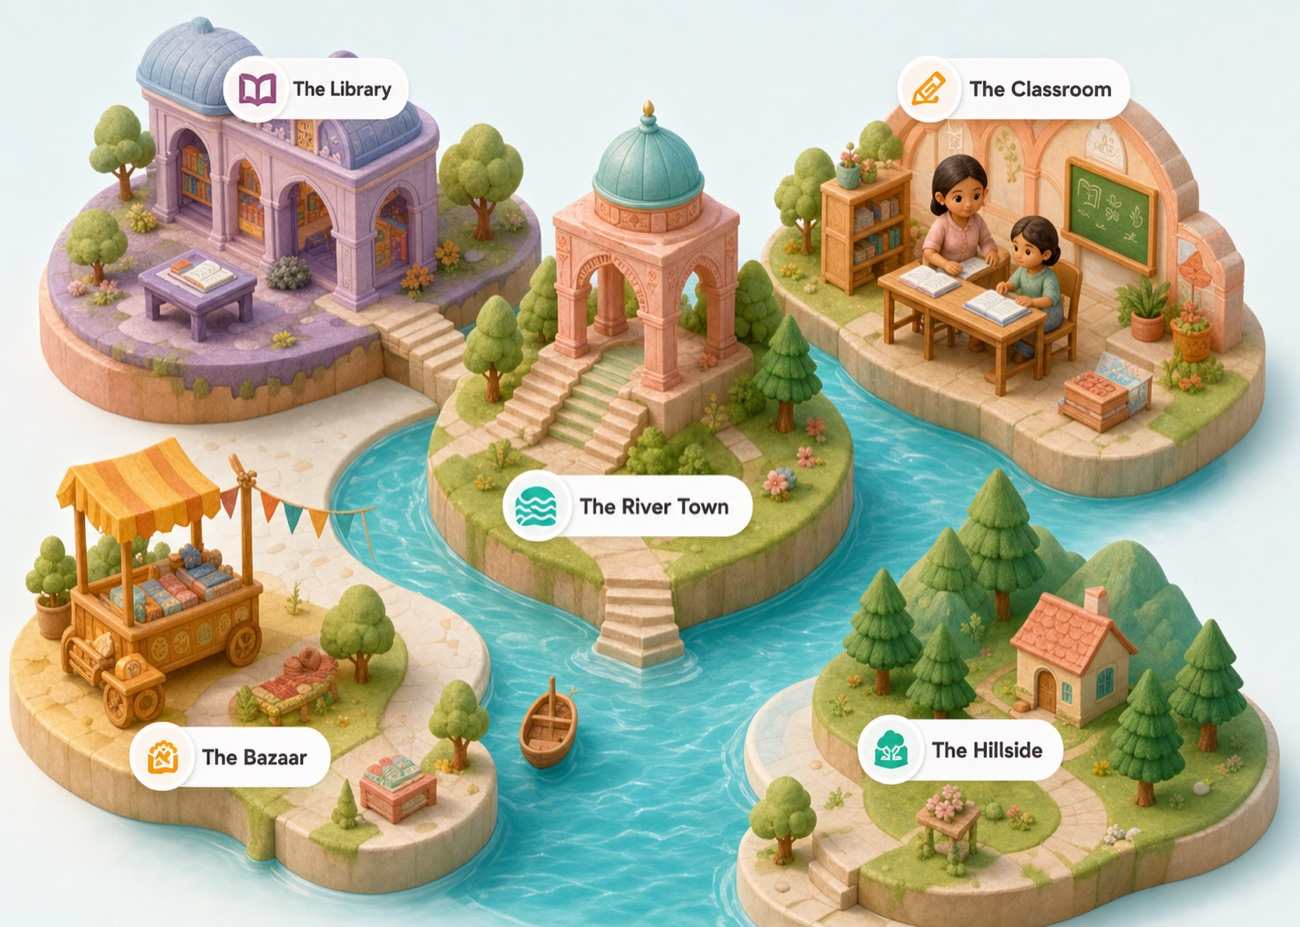 The Library
The Classroom
The River Town
The Bazaar
The Hillside